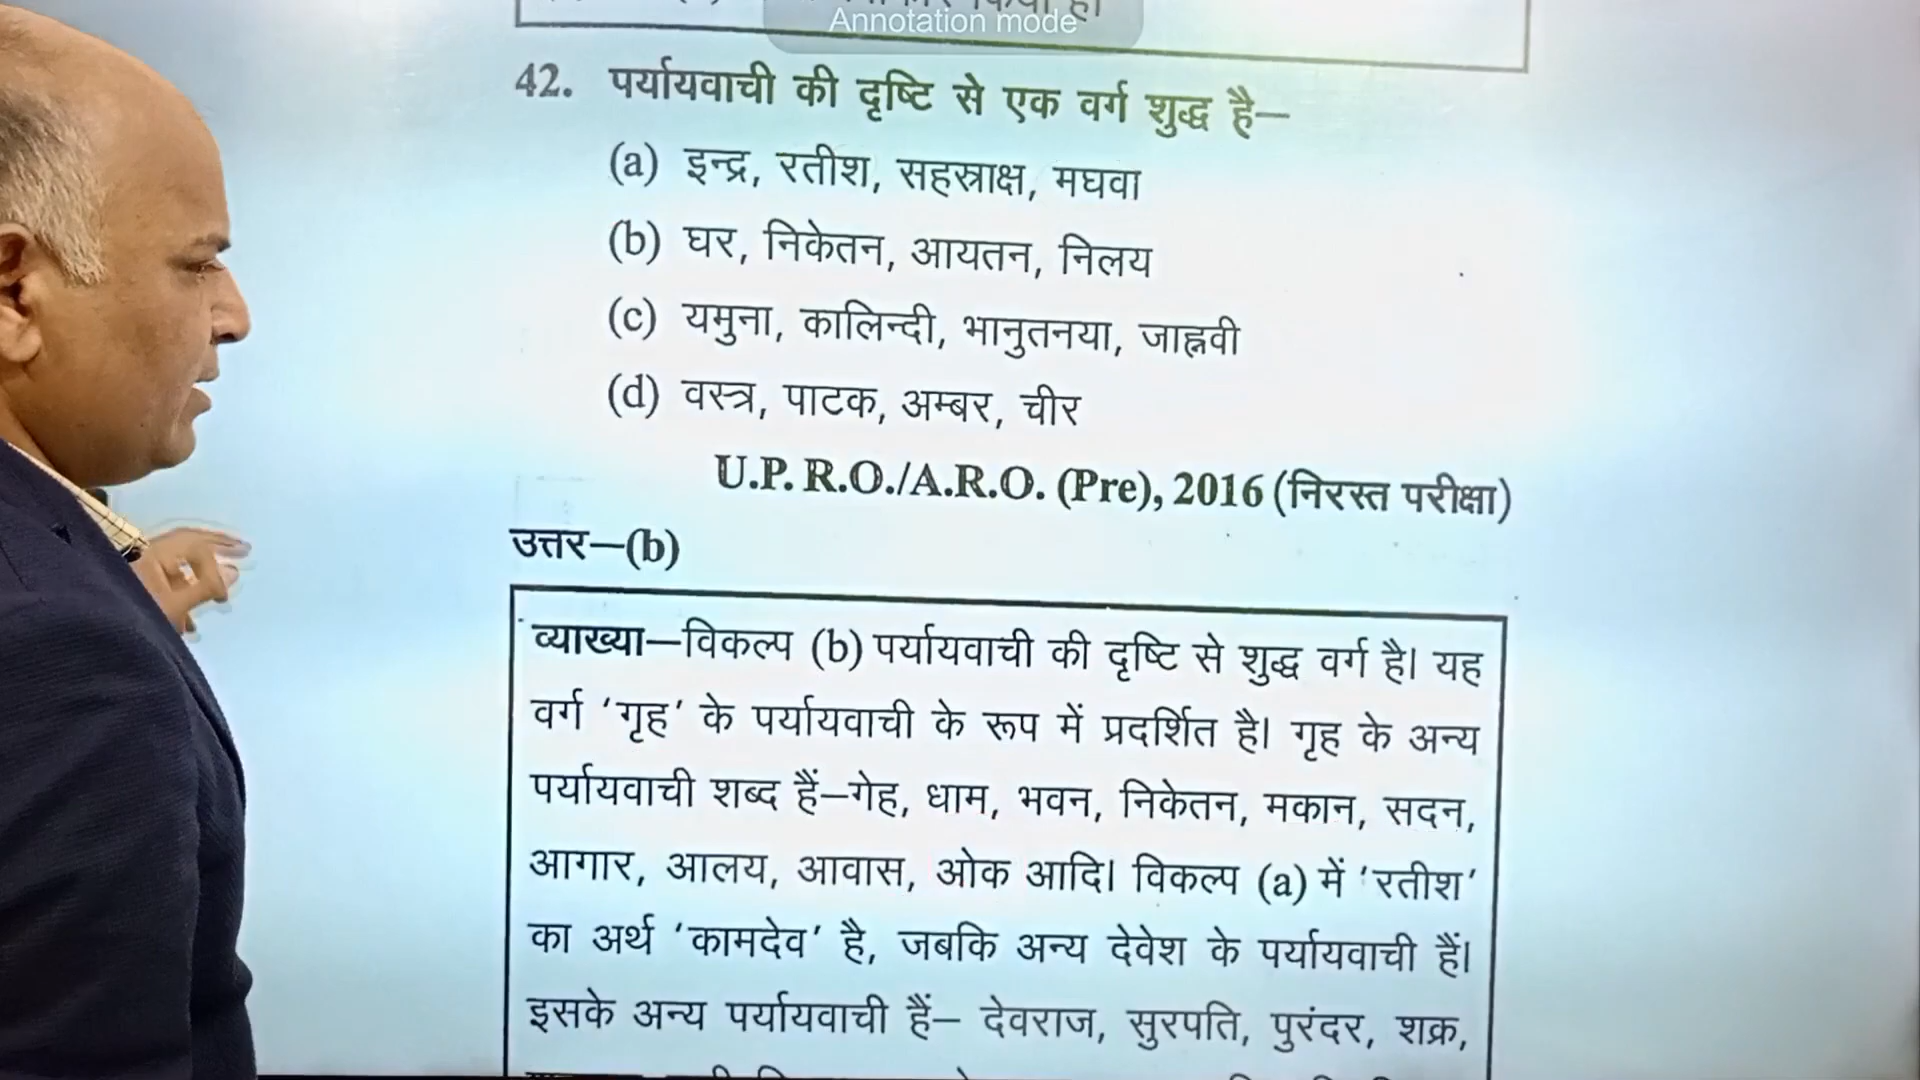 Annotation mode
42. पर्यायवाची की दृष्टि से एक वर्ग शुद्ध है—
(a) इन्द्र, रतीश, सहस्राक्ष, मघवा
(b) घर, निकेतन, आयतन, निलय
(c) यमुना, कालिन्दी, भानुतनया, जाह्नवी
(d) वस्त्र, पाटक, अम्बर, चीर
U.P. R.O./A.R.O. (Pre), 2016 (निरस्त परीक्षा)
उत्तर—(b)
व्याख्या—विकल्प (b) पर्यायवाची की दृष्टि से शुद्ध वर्ग है। यह
वर्ग ‘गृह’ के पर्यायवाची के रूप में प्रदर्शित है। गृह के अन्य
पर्यायवाची शब्द हैं—गेह, धाम, भवन, निकेतन, मकान, सदन,
आगार, आलय, आवास, ओक आदि। विकल्प (a) में ‘रतीश’
का अर्थ ‘कामदेव’ है, जबकि अन्य देवेश के पर्यायवाची हैं।
इसके अन्य पर्यायवाची हैं— देवराज, सुरपति, पुरंदर, शक्र,